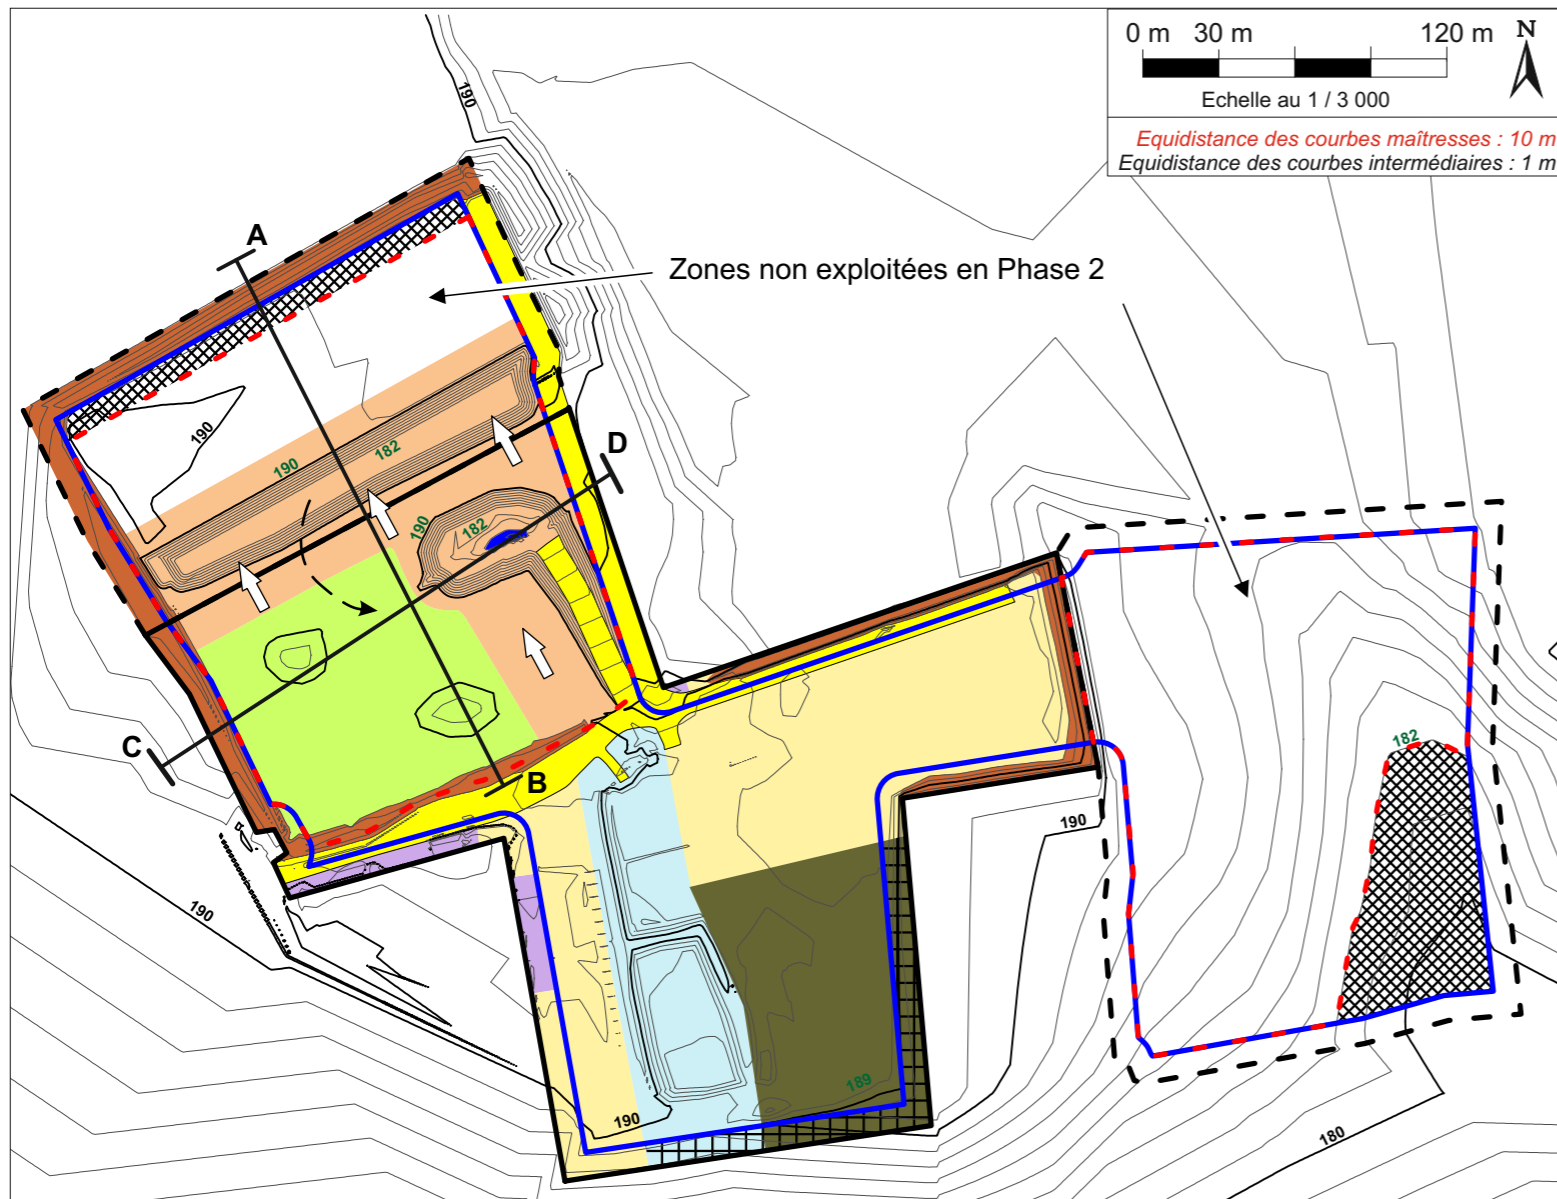 0 m 30 m 120 m N
Echelle au 1 / 3 000
Equidistance des courbes maîtresses : 10 m
Equidistance des courbes intermédiaires : 1 m
190
A
Zones non exploitées en Phase 2
190
190
182
D
190
182
C
B
182
190
190
189
190
180